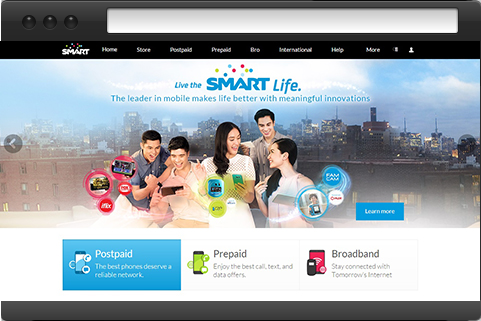 SMART
Home Store Postpaid Prepaid Bro International Help More
Live the SMART Life.
The leader in mobile makes life better with meaningful innovations
iflix
FAM CAM
Learn more
Postpaid
The best phones deserve a
reliable network.
Prepaid
Enjoy the best call, text, and
data offers.
Broadband
Stay connected with
Tomorrow's Internet